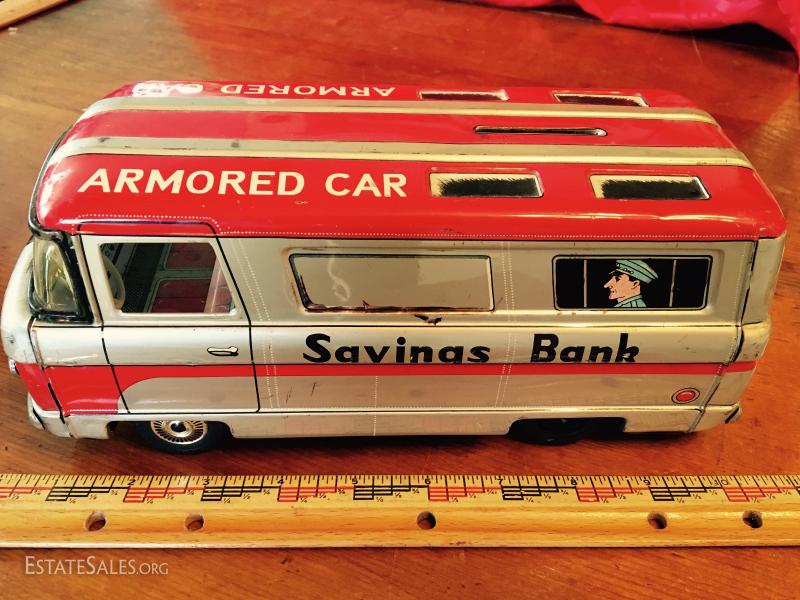 ARMORED CAR
ARMORED CAR
Savings Bank
ESTATESALES.ORG